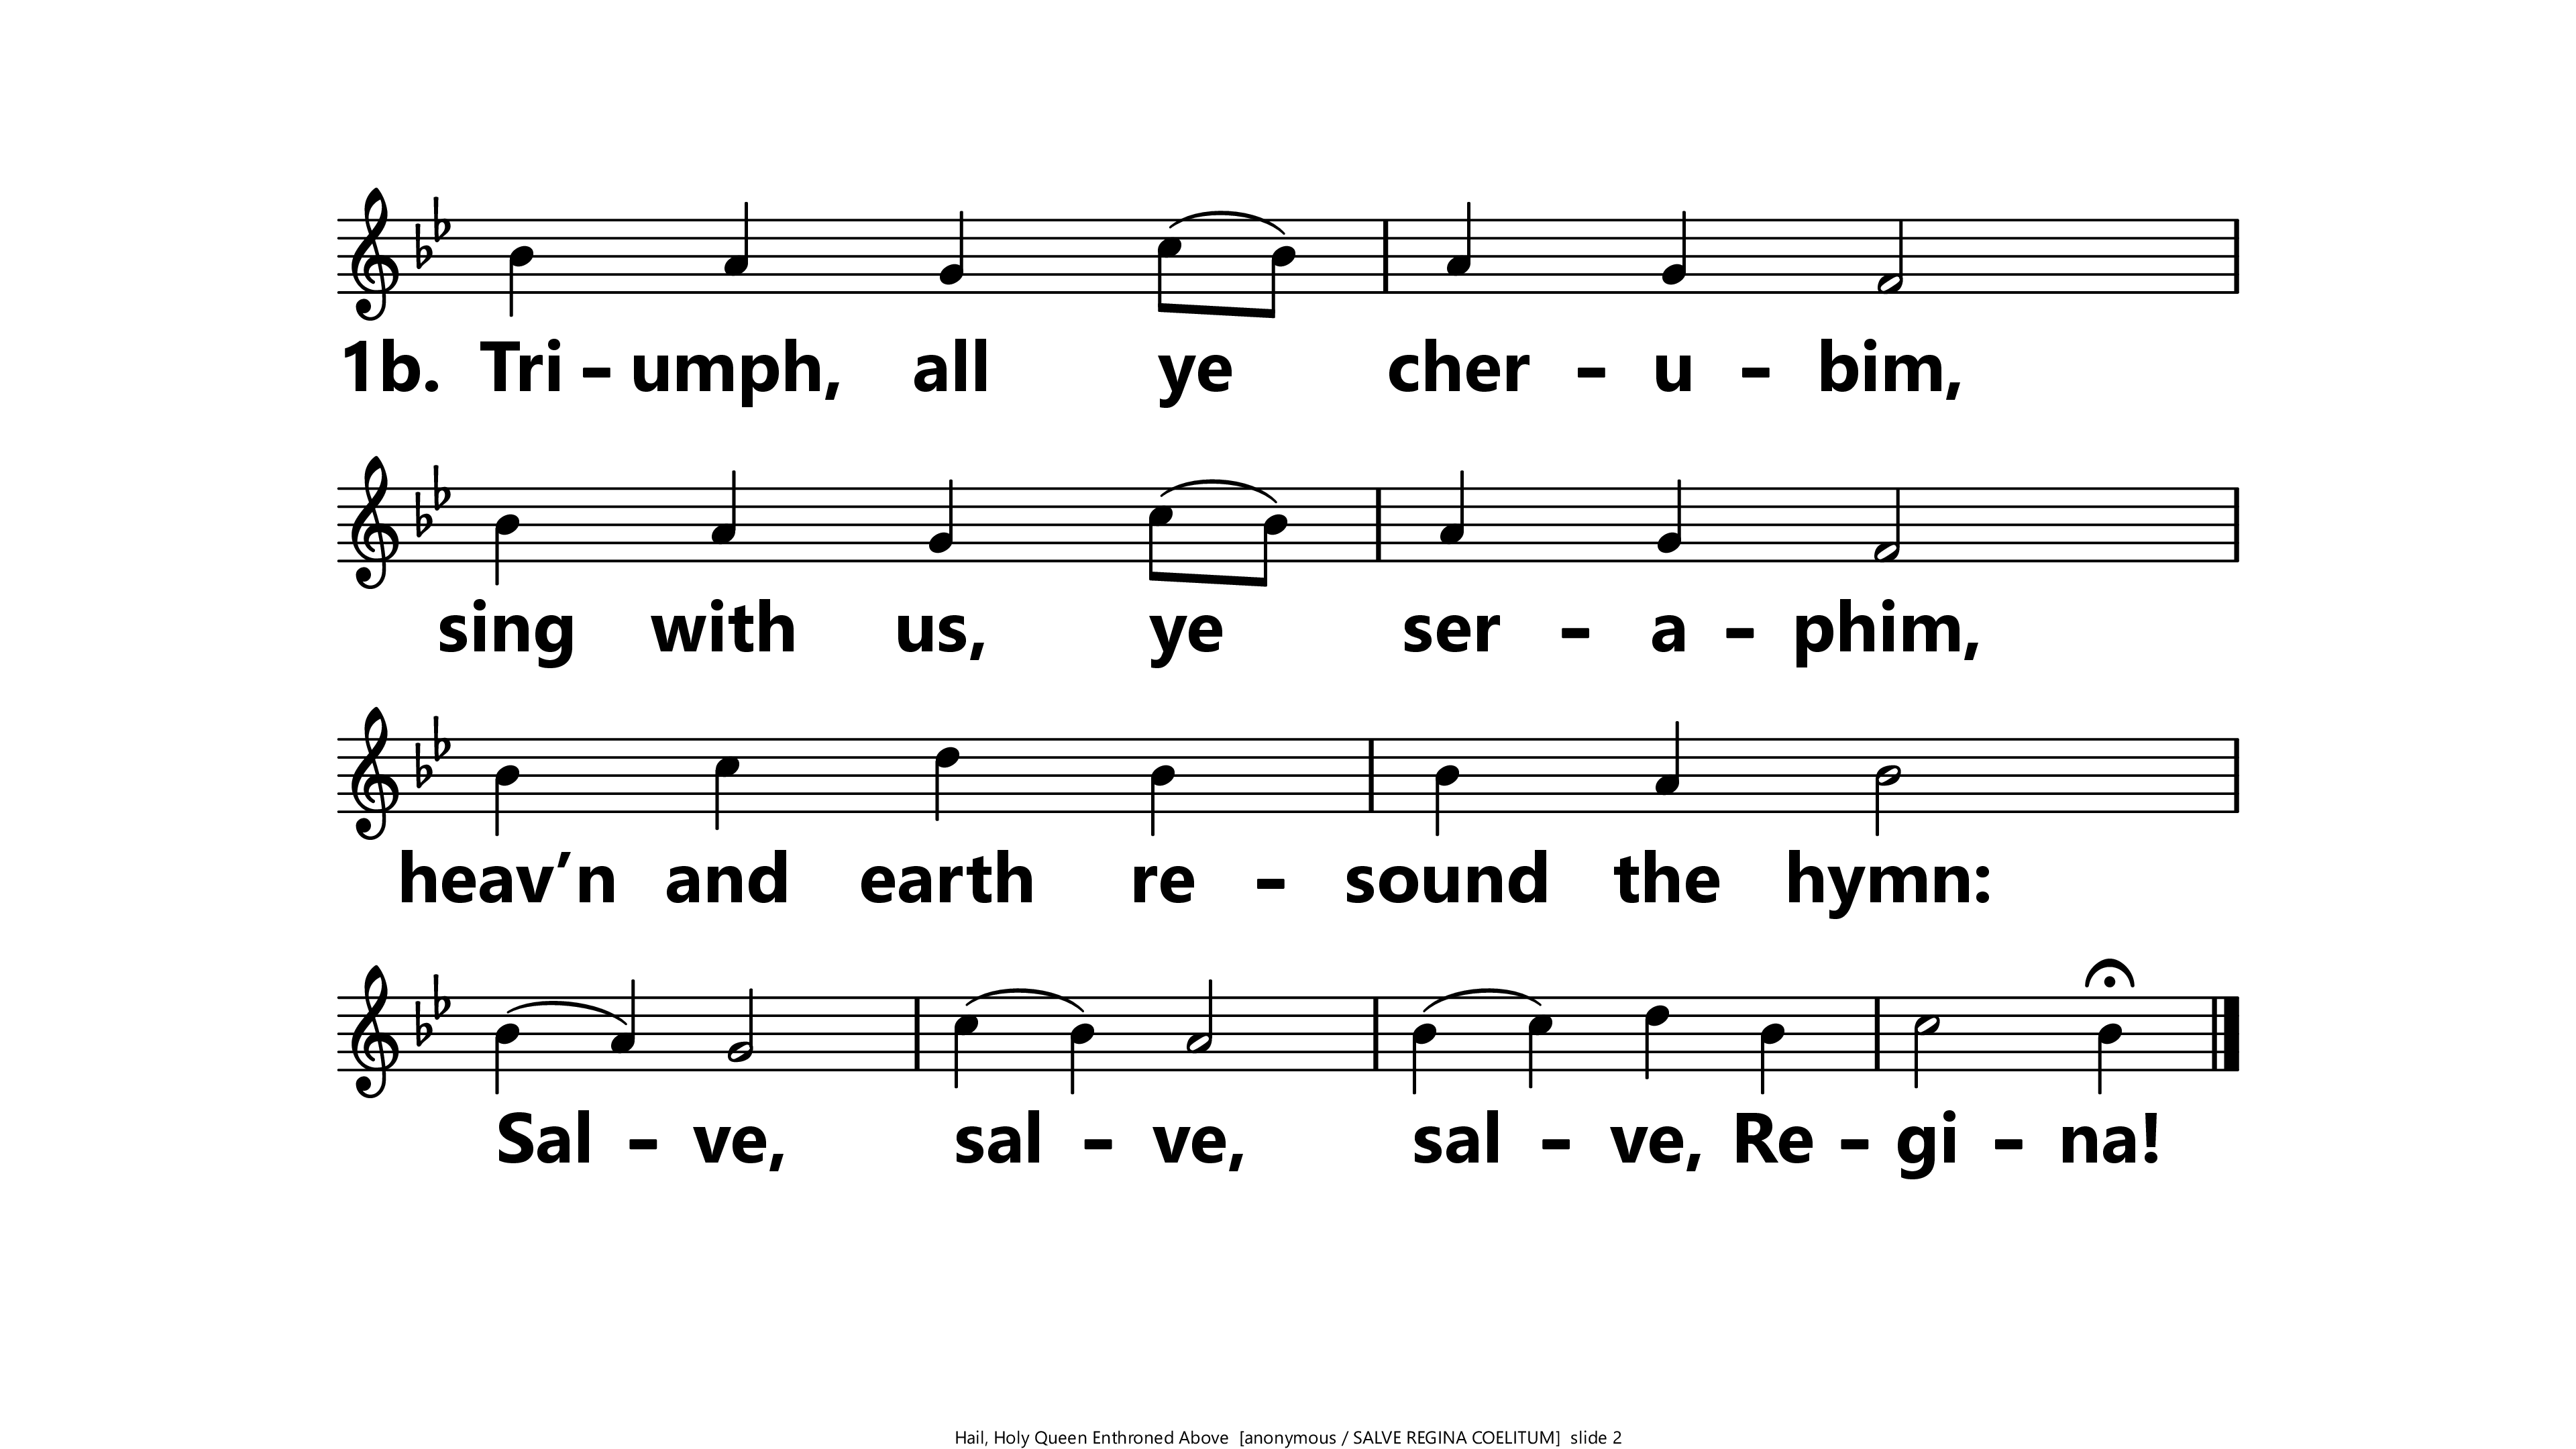 1b. Tri – umph, all ye cher – u – bim,
sing with us, ye ser – a – phim,
heav’n and earth re – sound the hymn:
Sal – ve, sal – ve, sal – ve, Re – gi – na!
Hail, Holy Queen Enthroned Above [anonymous / SALVE REGINA COELITUM] slide 2